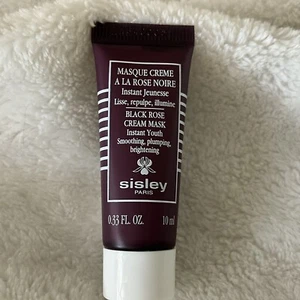 MASQUE CREME
A LA ROSE NOIRE
Instant Jeunesse
Lisse, repulpe, illumine
BLACK ROSE
CREAM MASK
Instant Youth
Smoothing, plumping,
brightening
sisley
PARIS
0.33 FL. OZ. 10 ml